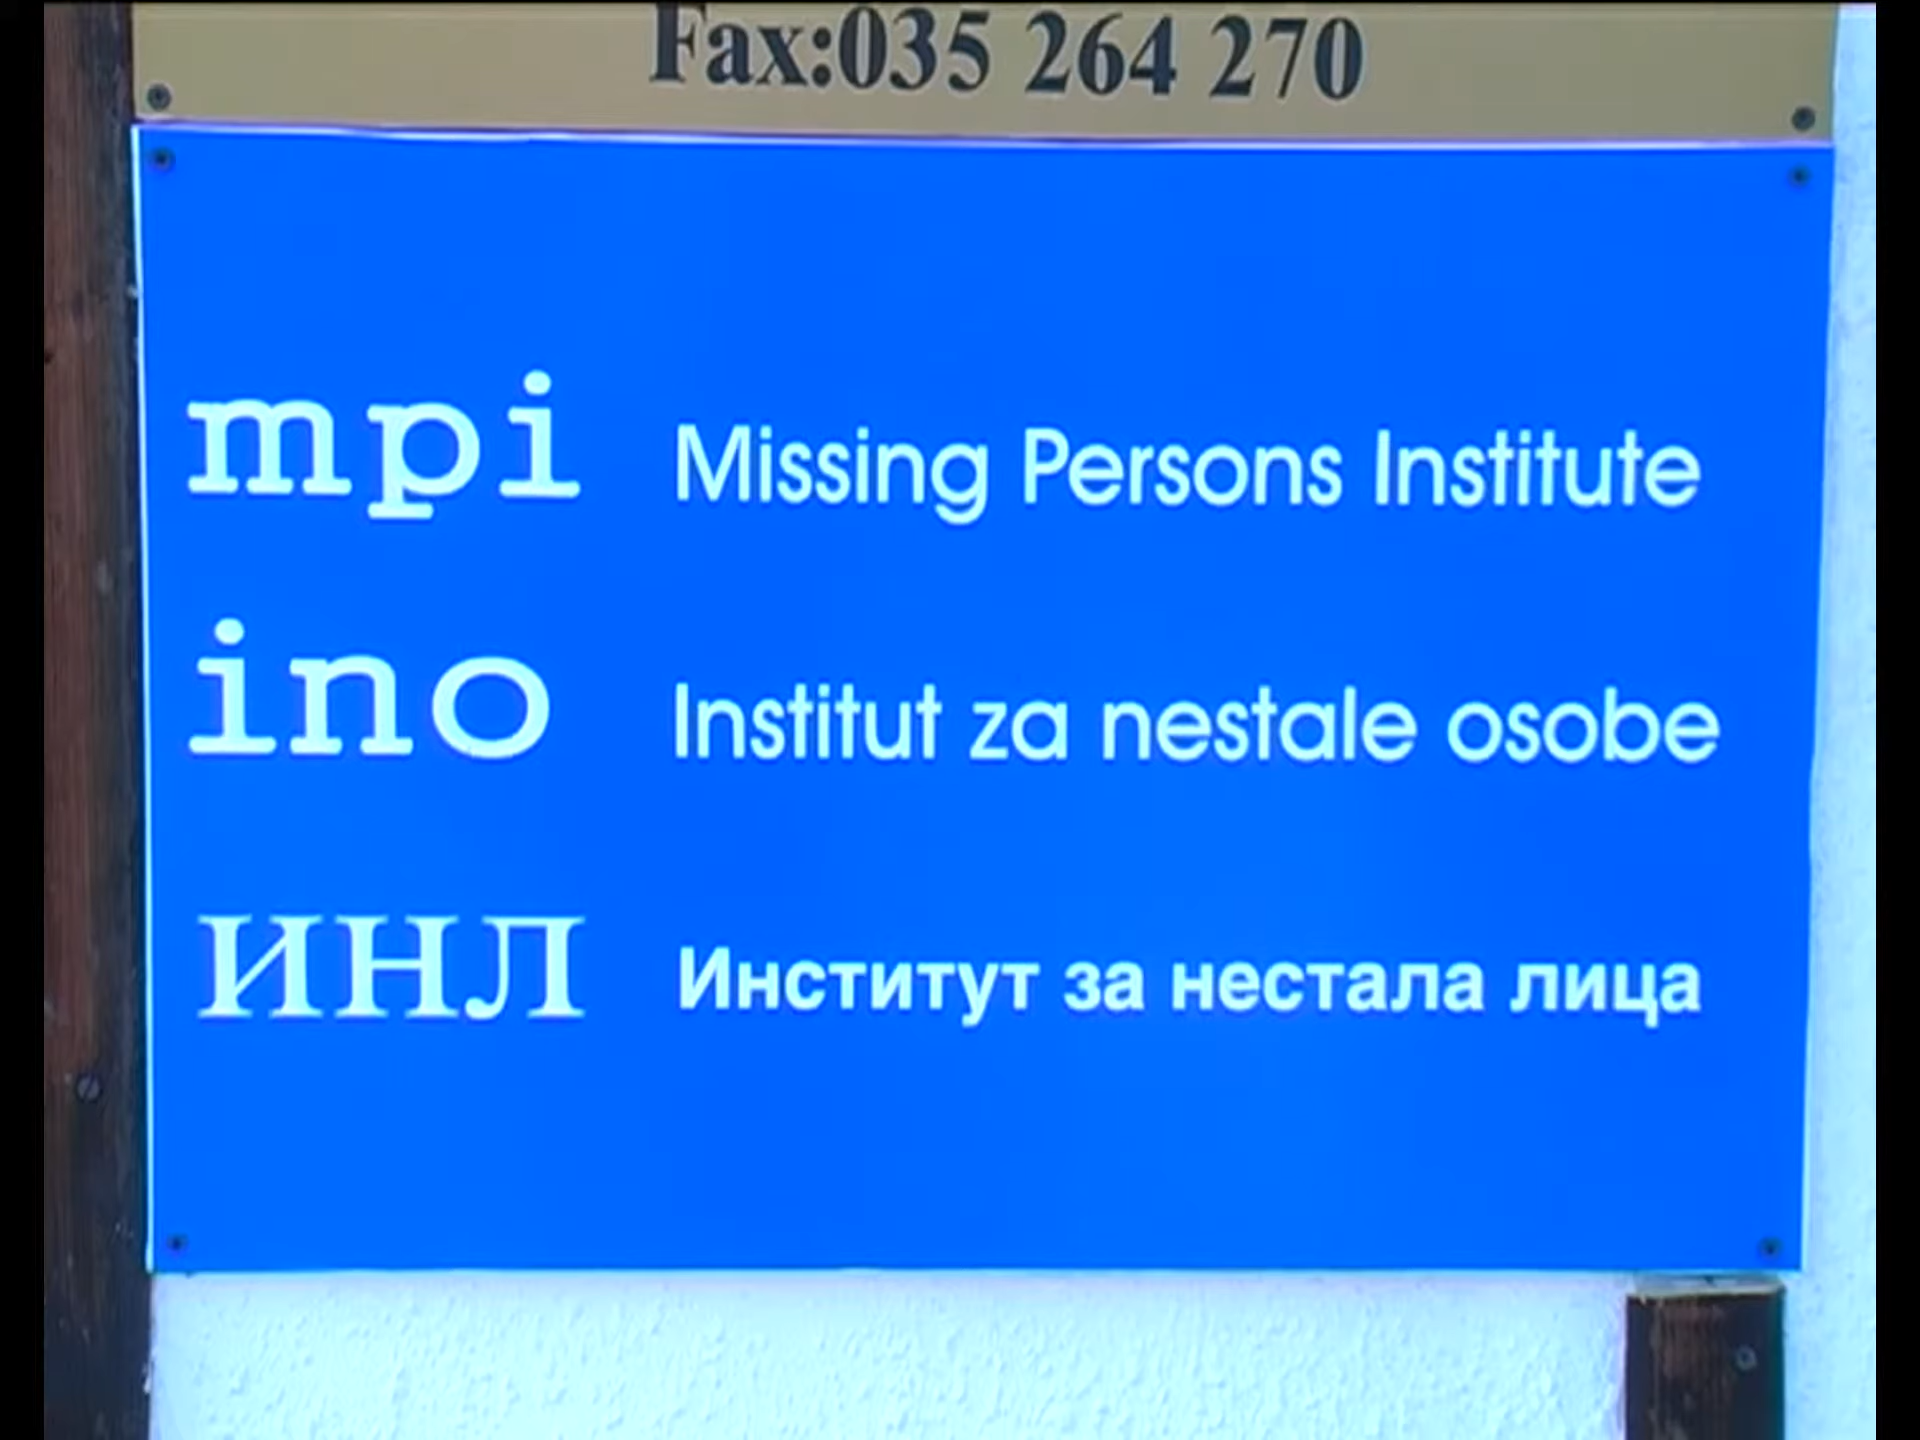 Fax:035 264 270
mpi Missing Persons Institute
ino Institut za nestale osobe
ИНЛ Институт за нестала лица